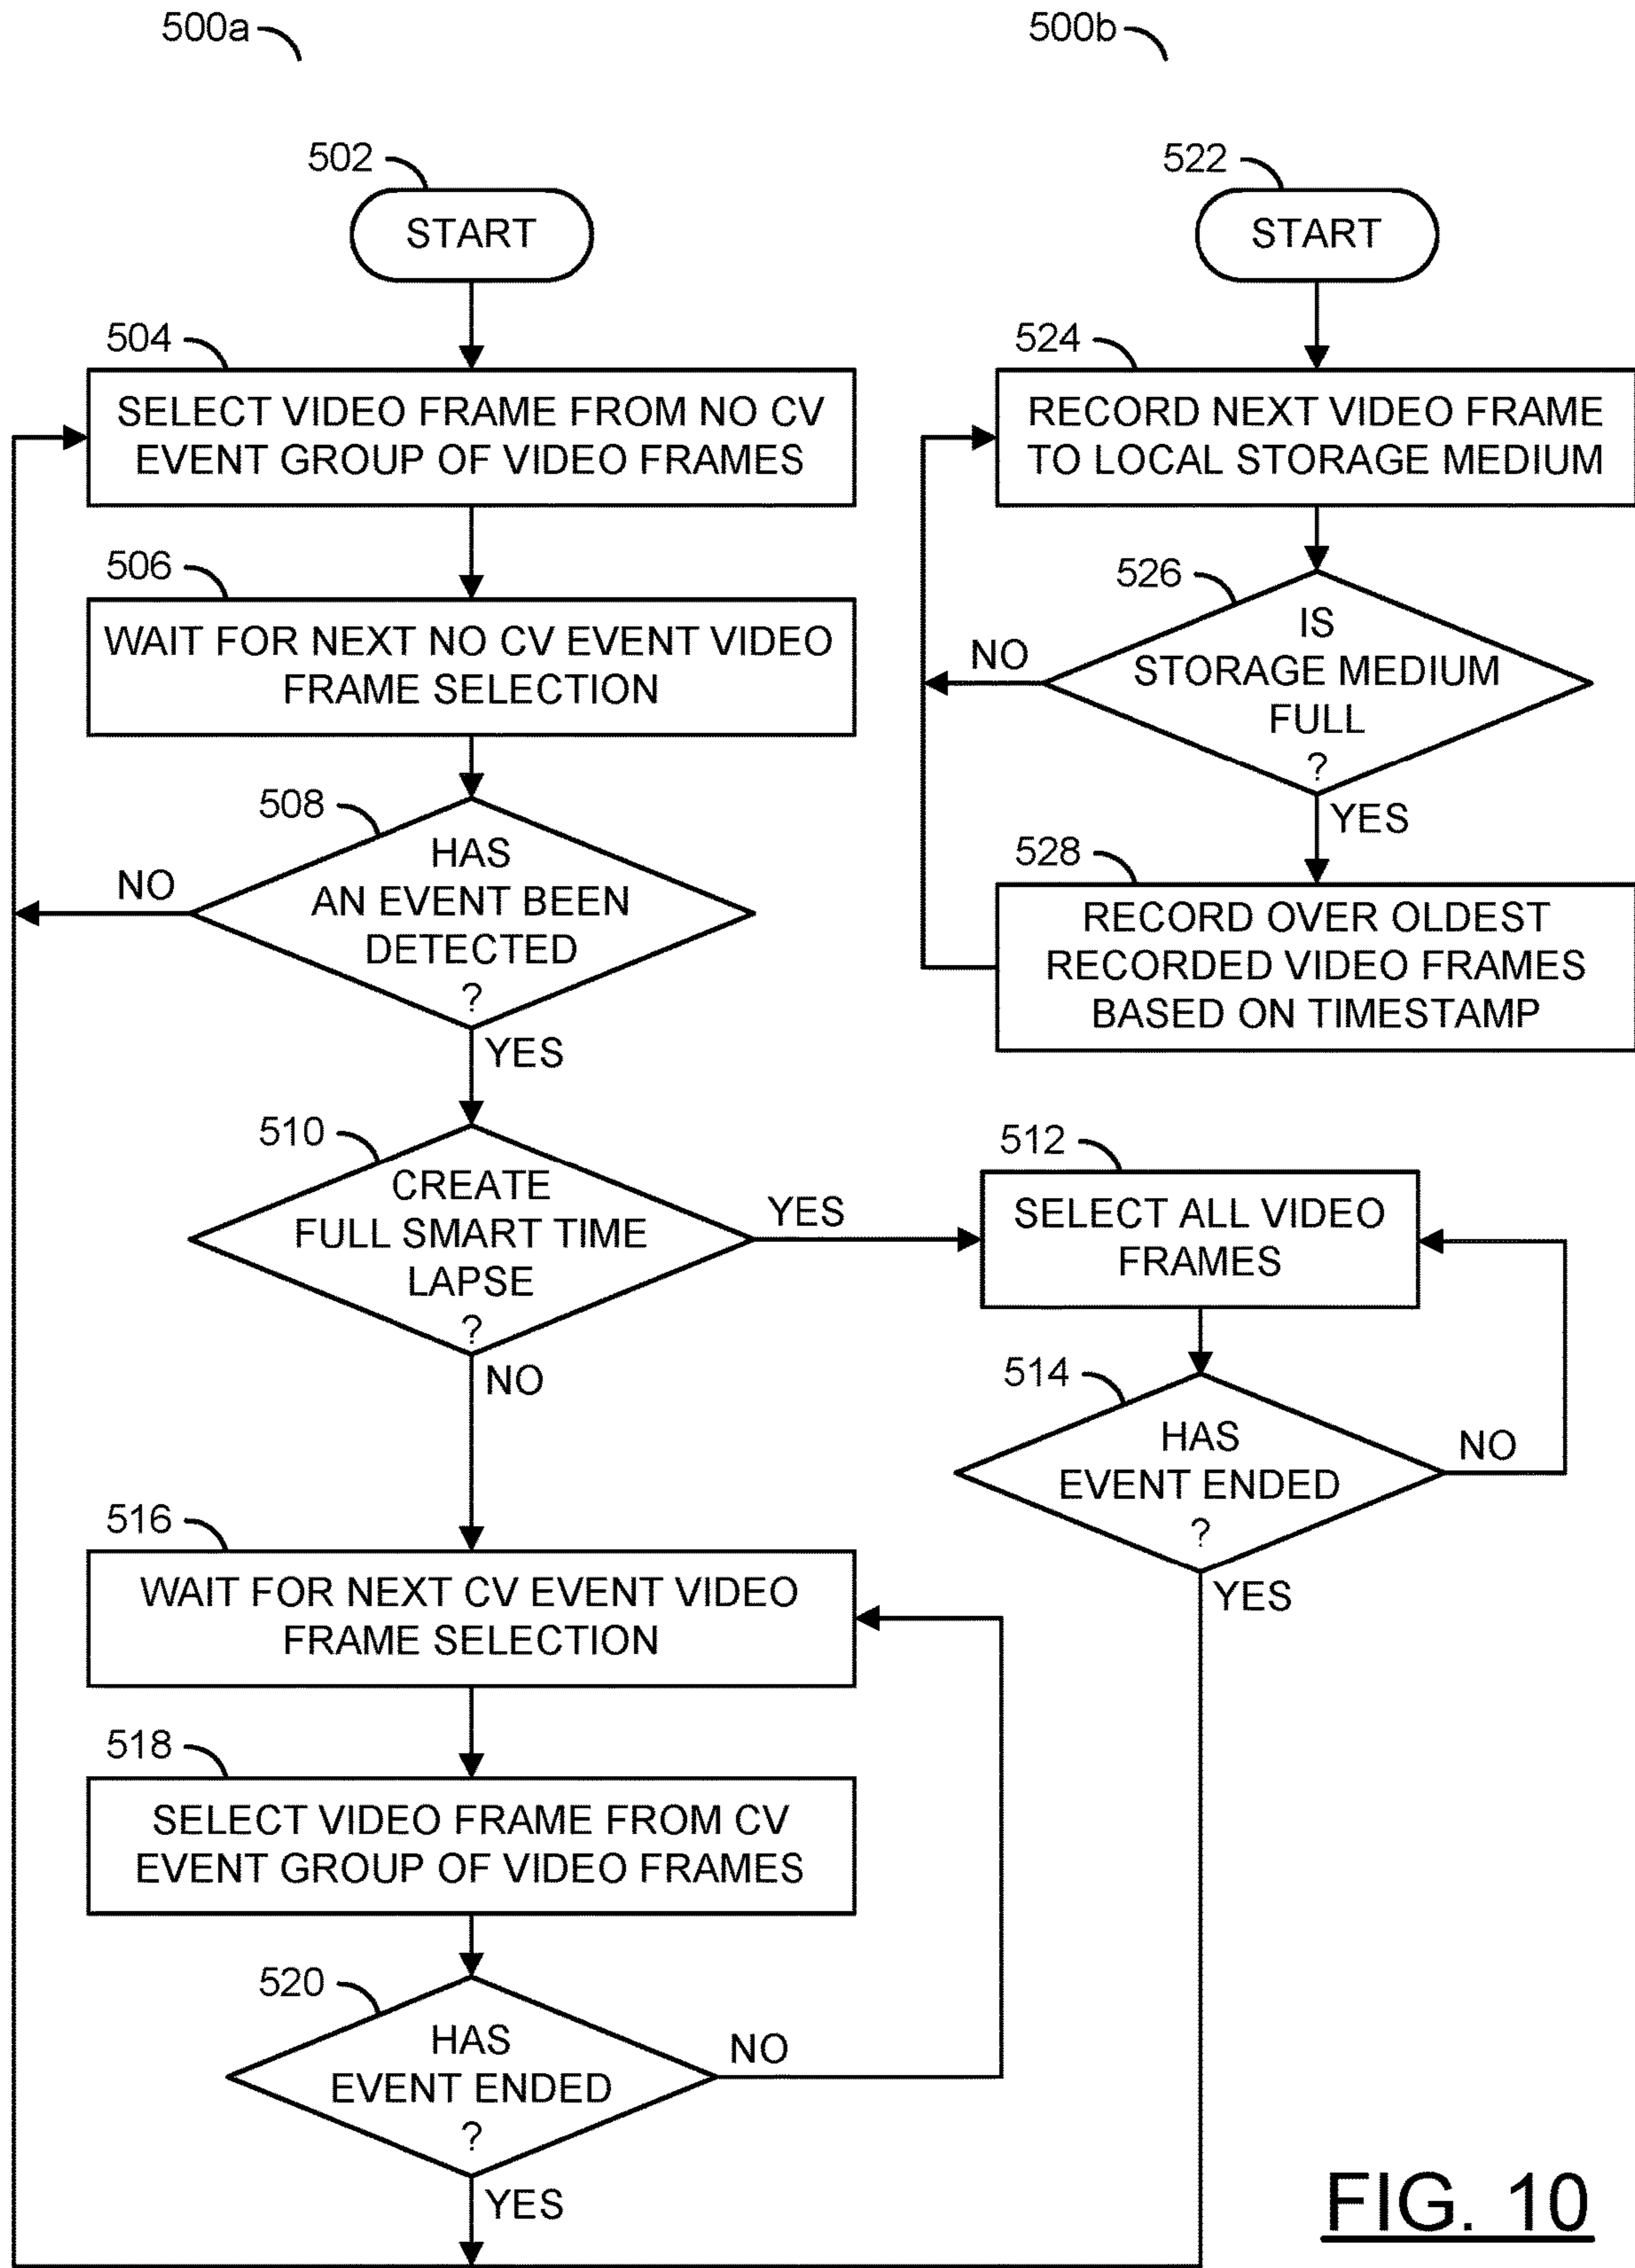 500a
500b
502
START
504
SELECT VIDEO FRAME FROM NO CV
EVENT GROUP OF VIDEO FRAMES
506
WAIT FOR NEXT NO CV EVENT VIDEO
FRAME SELECTION
508
HAS
AN EVENT BEEN
DETECTED
?
NO
YES
510
CREATE
FULL SMART TIME
LAPSE
?
YES
NO
512
SELECT ALL VIDEO
FRAMES
514
HAS
EVENT ENDED
?
NO
YES
516
WAIT FOR NEXT CV EVENT VIDEO
FRAME SELECTION
518
SELECT VIDEO FRAME FROM CV
EVENT GROUP OF VIDEO FRAMES
520
HAS
EVENT ENDED
?
NO
YES
522
START
524
RECORD NEXT VIDEO FRAME
TO LOCAL STORAGE MEDIUM
526
IS
STORAGE MEDIUM
FULL
?
NO
YES
528
RECORD OVER OLDEST
RECORDED VIDEO FRAMES
BASED ON TIMESTAMP
FIG. 10